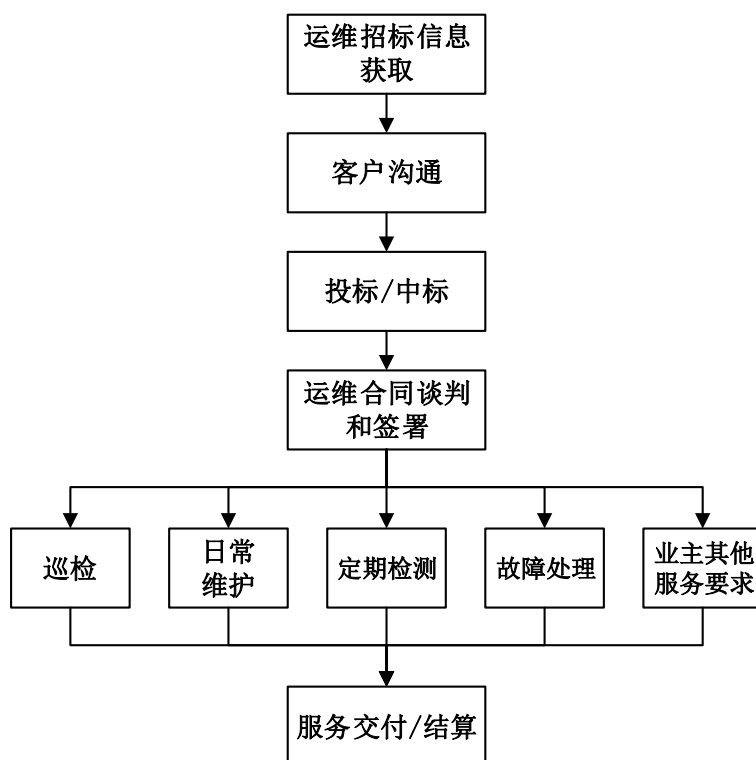 运维招标信息
获取
客户沟通
投标/中标
运维合同谈判
和签署
巡检
日常
维护
定期检测
故障处理
业主其他
服务要求
服务交付/结算